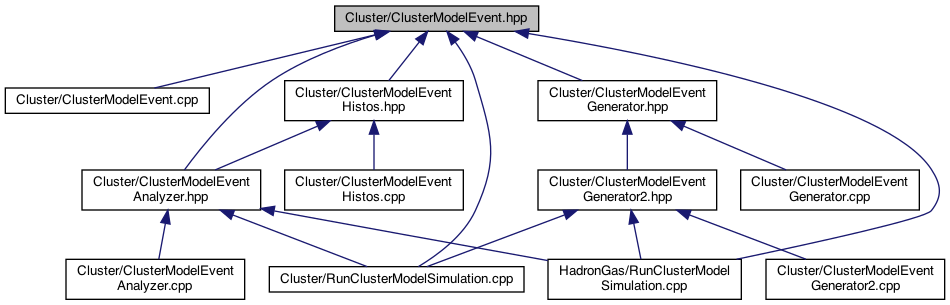 Cluster/ClusterModelEvent.hpp
Cluster/ClusterModelEvent.cpp
Cluster/ClusterModelEvent
Histos.hpp
Cluster/ClusterModelEvent
Generator.hpp
Cluster/ClusterModelEvent
Analyzer.hpp
Cluster/ClusterModelEvent
Histos.cpp
Cluster/ClusterModelEvent
Generator2.hpp
Cluster/ClusterModelEvent
Generator.cpp
Cluster/ClusterModelEvent
Analyzer.cpp
Cluster/RunClusterModelSimulation.cpp
HadronGas/RunClusterModel
Simulation.cpp
Cluster/ClusterModelEvent
Generator2.cpp